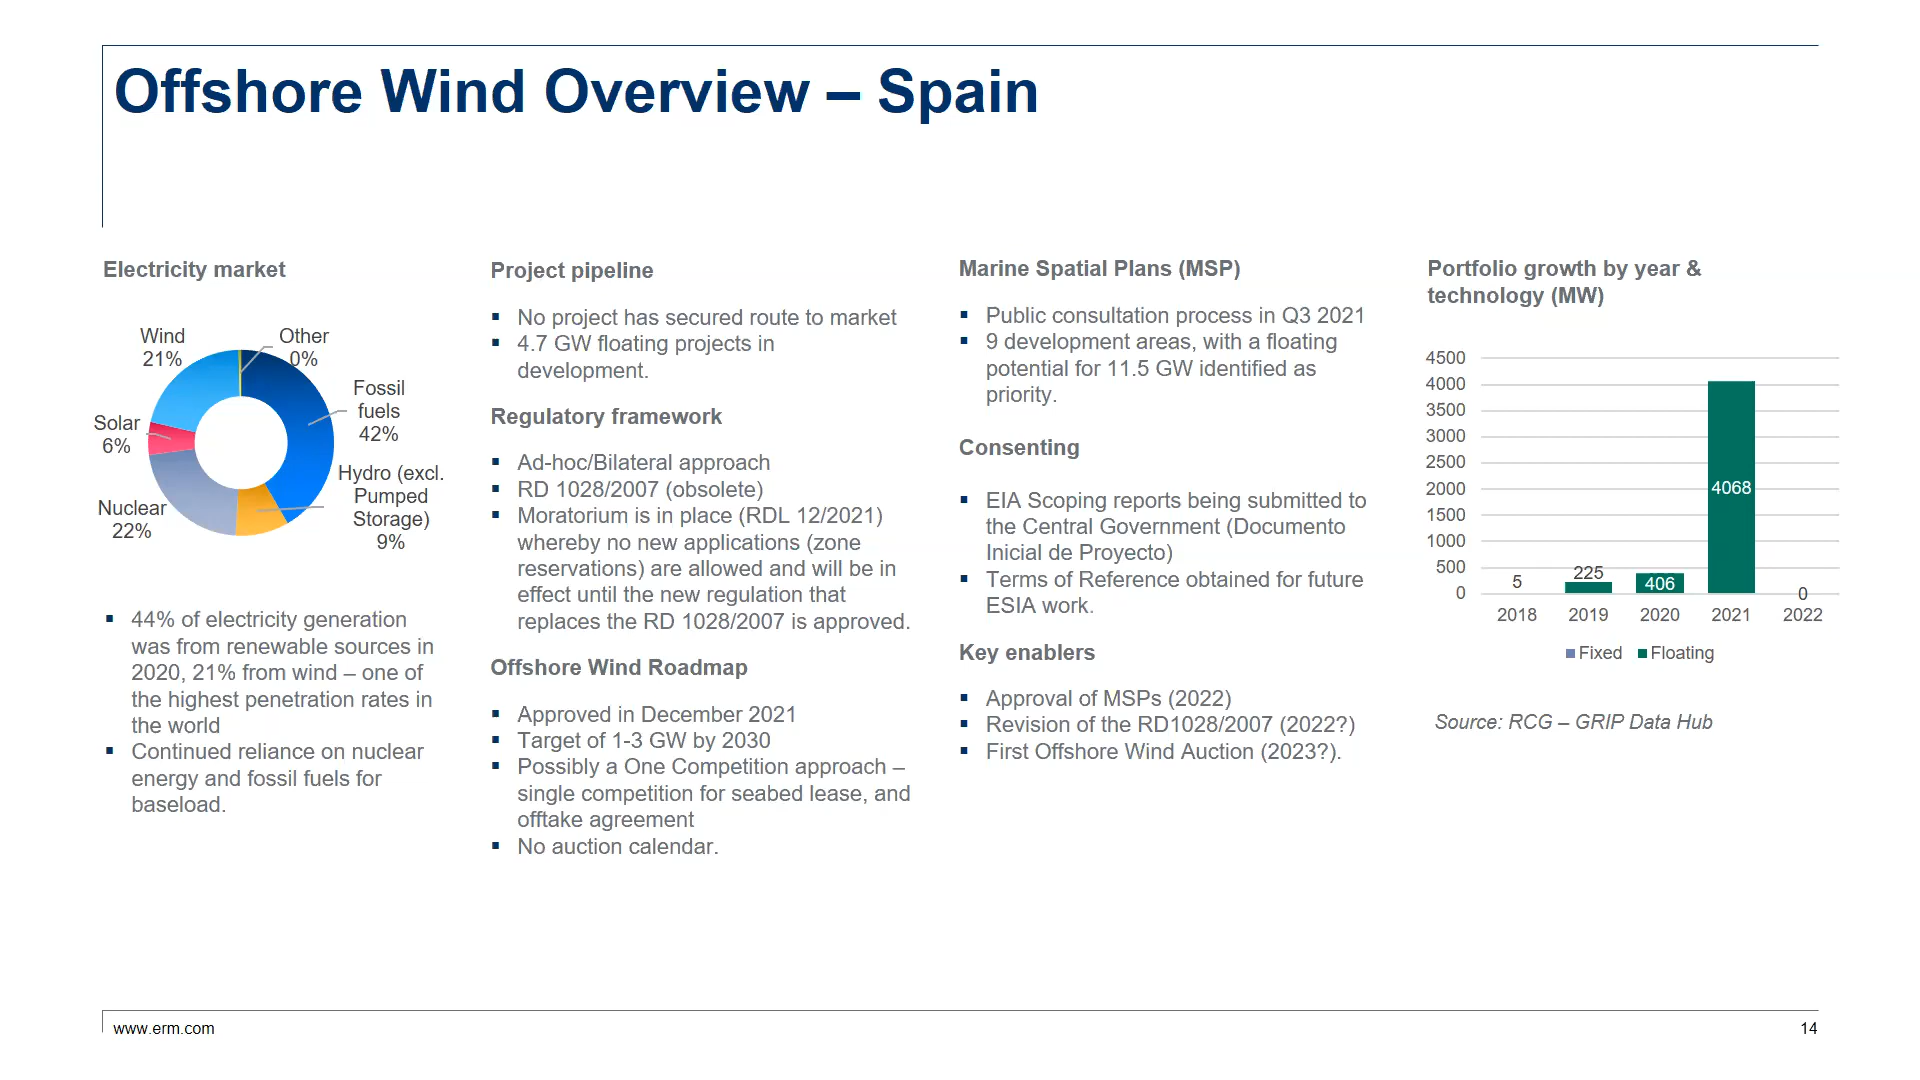 Offshore Wind Overview – Spain
Electricity market
Wind
21%
Other
0%
Fossil
fuels
42%
Solar
6%
Hydro (excl.
Pumped
Storage)
9%
Nuclear
22%
▪ 44% of electricity generation
was from renewable sources in
2020, 21% from wind – one of
the highest penetration rates in
the world
▪ Continued reliance on nuclear
energy and fossil fuels for
baseload.
Project pipeline
▪ No project has secured route to market
▪ 4.7 GW floating projects in
development.
Regulatory framework
▪ Ad-hoc/Bilateral approach
▪ RD 1028/2007 (obsolete)
▪ Moratorium is in place (RDL 12/2021)
whereby no new applications (zone
reservations) are allowed and will be in
effect until the new regulation that
replaces the RD 1028/2007 is approved.
Offshore Wind Roadmap
▪ Approved in December 2021
▪ Target of 1-3 GW by 2030
▪ Possibly a One Competition approach –
single competition for seabed lease, and
offtake agreement
▪ No auction calendar.
Marine Spatial Plans (MSP)
▪ Public consultation process in Q3 2021
▪ 9 development areas, with a floating
potential for 11.5 GW identified as
priority.
Consenting
▪ EIA Scoping reports being submitted to
the Central Government (Documento
Inicial de Proyecto)
▪ Terms of Reference obtained for future
ESIA work.
Key enablers
▪ Approval of MSPs (2022)
▪ Revision of the RD1028/2007 (2022?)
▪ First Offshore Wind Auction (2023?).
Portfolio growth by year &
technology (MW)
4500
4000
3500
3000
2500
2000
1500
1000
500
0
5
225
406
4068
0
2018 2019 2020 2021 2022
Fixed Floating
Source: RCG – GRIP Data Hub
www.erm.com
14